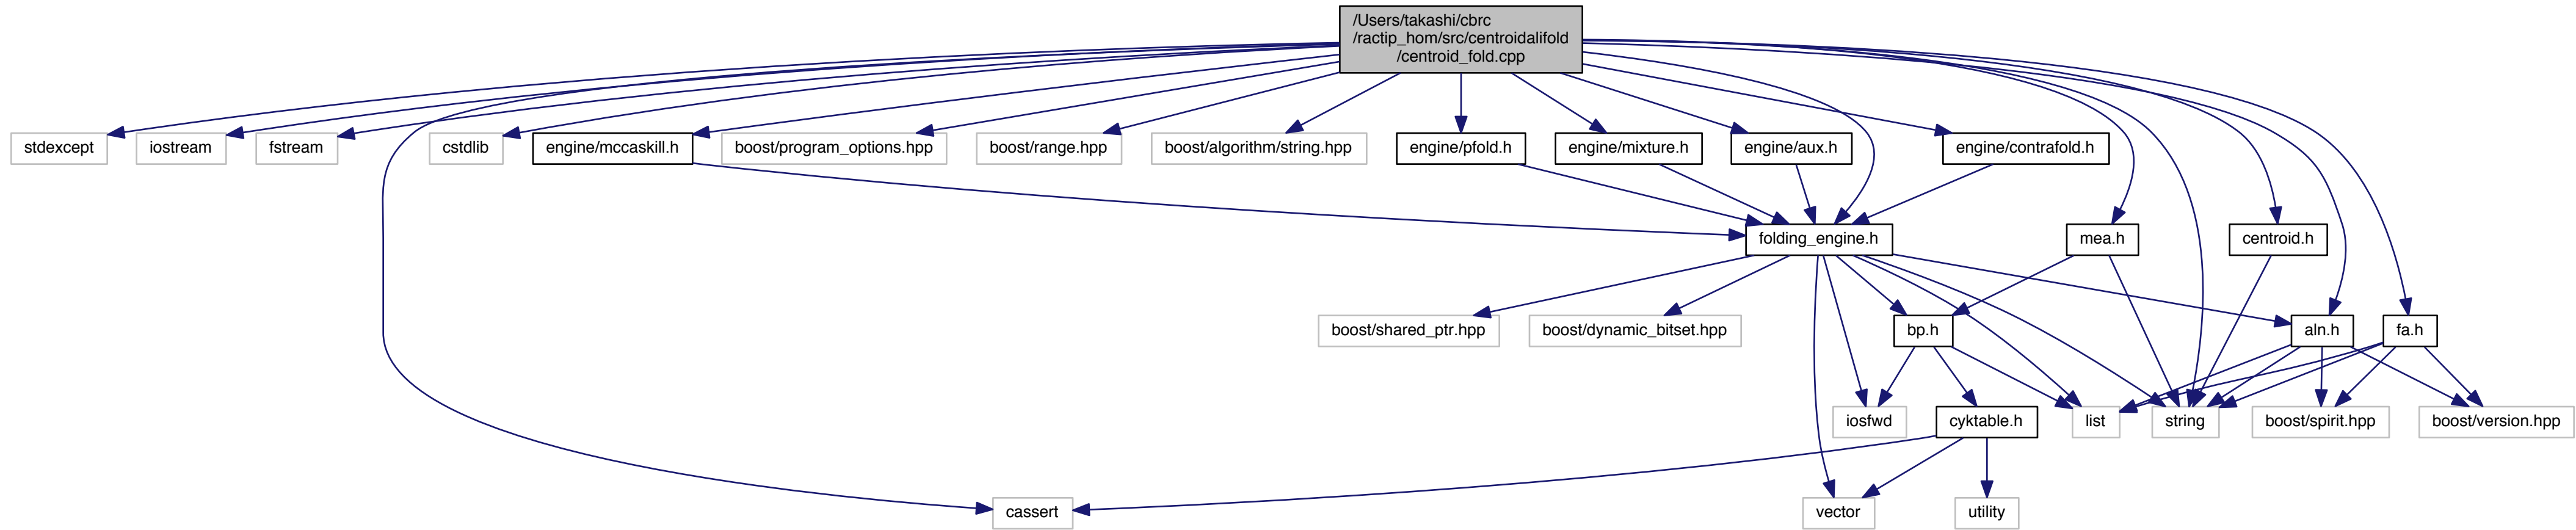 /Users/takashi/cbrc
/ractip_hom/src/centroidalifold
/centroid_fold.cpp
stdexcept
iostream
fstream
cstdlib
engine/mccaskill.h
boost/program_options.hpp
boost/range.hpp
boost/algorithm/string.hpp
engine/pfold.h
engine/mixture.h
engine/aux.h
engine/contrafold.h
folding_engine.h
mea.h
centroid.h
boost/shared_ptr.hpp
boost/dynamic_bitset.hpp
bp.h
aln.h
fa.h
iosfwd
cyktable.h
list
string
boost/spirit.hpp
boost/version.hpp
cassert
vector
utility